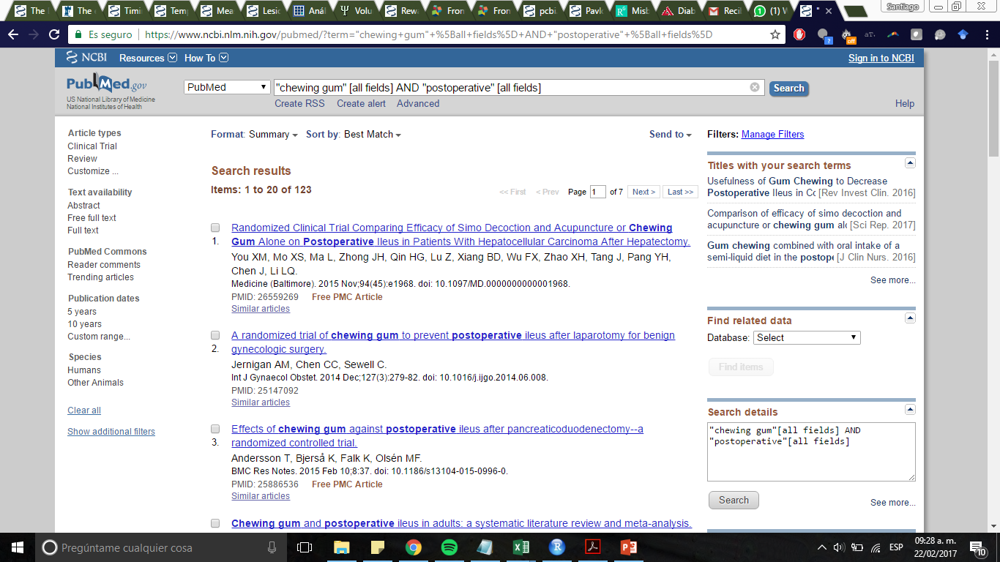 The I
The
Timi
Temp
Mea
Lesic
Anál
Volu
Rewa
Fron
Fron
pcbi.
Pavlo
Misb
Diab
Recil
(1) W
"
Santiago
Es seguro | https://www.ncbi.nlm.nih.gov/pubmed/?term="chewing+gum"+%5Ball+fields%5D+AND+"postoperative"+%5Ball+fields%5D
? off aT.
NCBI Resources How To Sign in to NCBI
PubMed.gov
US National Library of Medicine
National Institutes of Health
PubMed "chewing gum" [all fields] AND "postoperative" [all fields] Search
Create RSS Create alert Advanced Help
Article types
Clinical Trial
Review
Customize ...
Text availability
Abstract
Free full text
Full text
PubMed Commons
Reader comments
Trending articles
Publication dates
5 years
10 years
Custom range...
Species
Humans
Other Animals
Clear all
Show additional filters
Format: Summary Sort by: Best Match Send to
Search results
Items: 1 to 20 of 123
<< First < Prev Page 1 of 7 Next > Last >>
Randomized Clinical Trial Comparing Efficacy of Simo Decoction and Acupuncture or Chewing
1. Gum Alone on Postoperative Ileus in Patients With Hepatocellular Carcinoma After Hepatectomy.
You XM, Mo XS, Ma L, Zhong JH, Qin HG, Lu Z, Xiang BD, Wu FX, Zhao XH, Tang J, Pang YH,
Chen J, Li LQ.
Medicine (Baltimore). 2015 Nov;94(45):e1968. doi: 10.1097/MD.0000000000001968.
PMID: 26559269 Free PMC Article
Similar articles
A randomized trial of chewing gum to prevent postoperative ileus after laparotomy for benign
2. gynecologic surgery.
Jernigan AM, Chen CC, Sewell C.
Int J Gynaecol Obstet. 2014 Dec;127(3):279-82. doi: 10.1016/j.ijgo.2014.06.008.
PMID: 25147092
Similar articles
Effects of chewing gum against postoperative ileus after pancreaticoduodenectomy--a
3. randomized controlled trial.
Andersson T, Bjerså K, Falk K, Olsén MF.
BMC Res Notes. 2015 Feb 10;8:37. doi: 10.1186/s13104-015-0996-0.
PMID: 25886536 Free PMC Article
Similar articles
Chewing gum and postoperative ileus in adults: a systematic literature review and meta-analysis.
Filters: Manage Filters
Titles with your search terms
Usefulness of Gum Chewing to Decrease
Postoperative Ileus in Cc [Rev Invest Clin. 2016]
Comparison of efficacy of simo decoction and
acupuncture or chewing gum alc [Sci Rep. 2017]
Gum chewing combined with oral intake of a
semi-liquid diet in the postope [J Clin Nurs. 2016]
See more...
Find related data
Database: Select
Find items
Search details
"chewing gum"[all fields] AND
"postoperative"[all fields]
Search
See more...
Pregúntame cualquier cosa
ESP
09:28 a. m.
22/02/2017
10